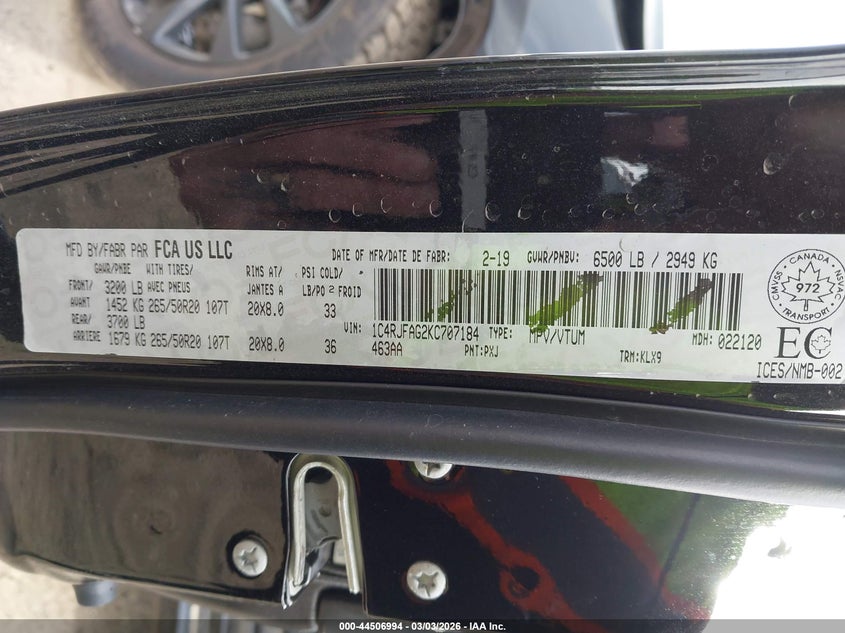 MFD BY/FABR PAR FCA US LLC
DATE OF MFR/DATE DE FABR: 2-19 GVWR/PNBV: 6500 LB / 2949 KG
GAWR/PNBE WITH TIRES/ RIMS AT/ PSI COLD/
FRONT/ 3200 LB AVEC PNEUS JANTES A LB/PO² FROID
AVANT 1452 KG 265/50R20 107T 20X8.0 33
REAR/ 3700 LB
ARRIERE 1679 KG 265/50R20 107T 20X8.0 36
VIN: 1C4RJFAG2KC707184 TYPE: MPV/VTUM MDH: 022120
463AA PNT:PXJ TRM:KLX9
CMVSS CANADA NSVAC
972
TRANSPORT
EC
ICES/NMB-002
000-44506994 - 03/03/2026 - IAA Inc.